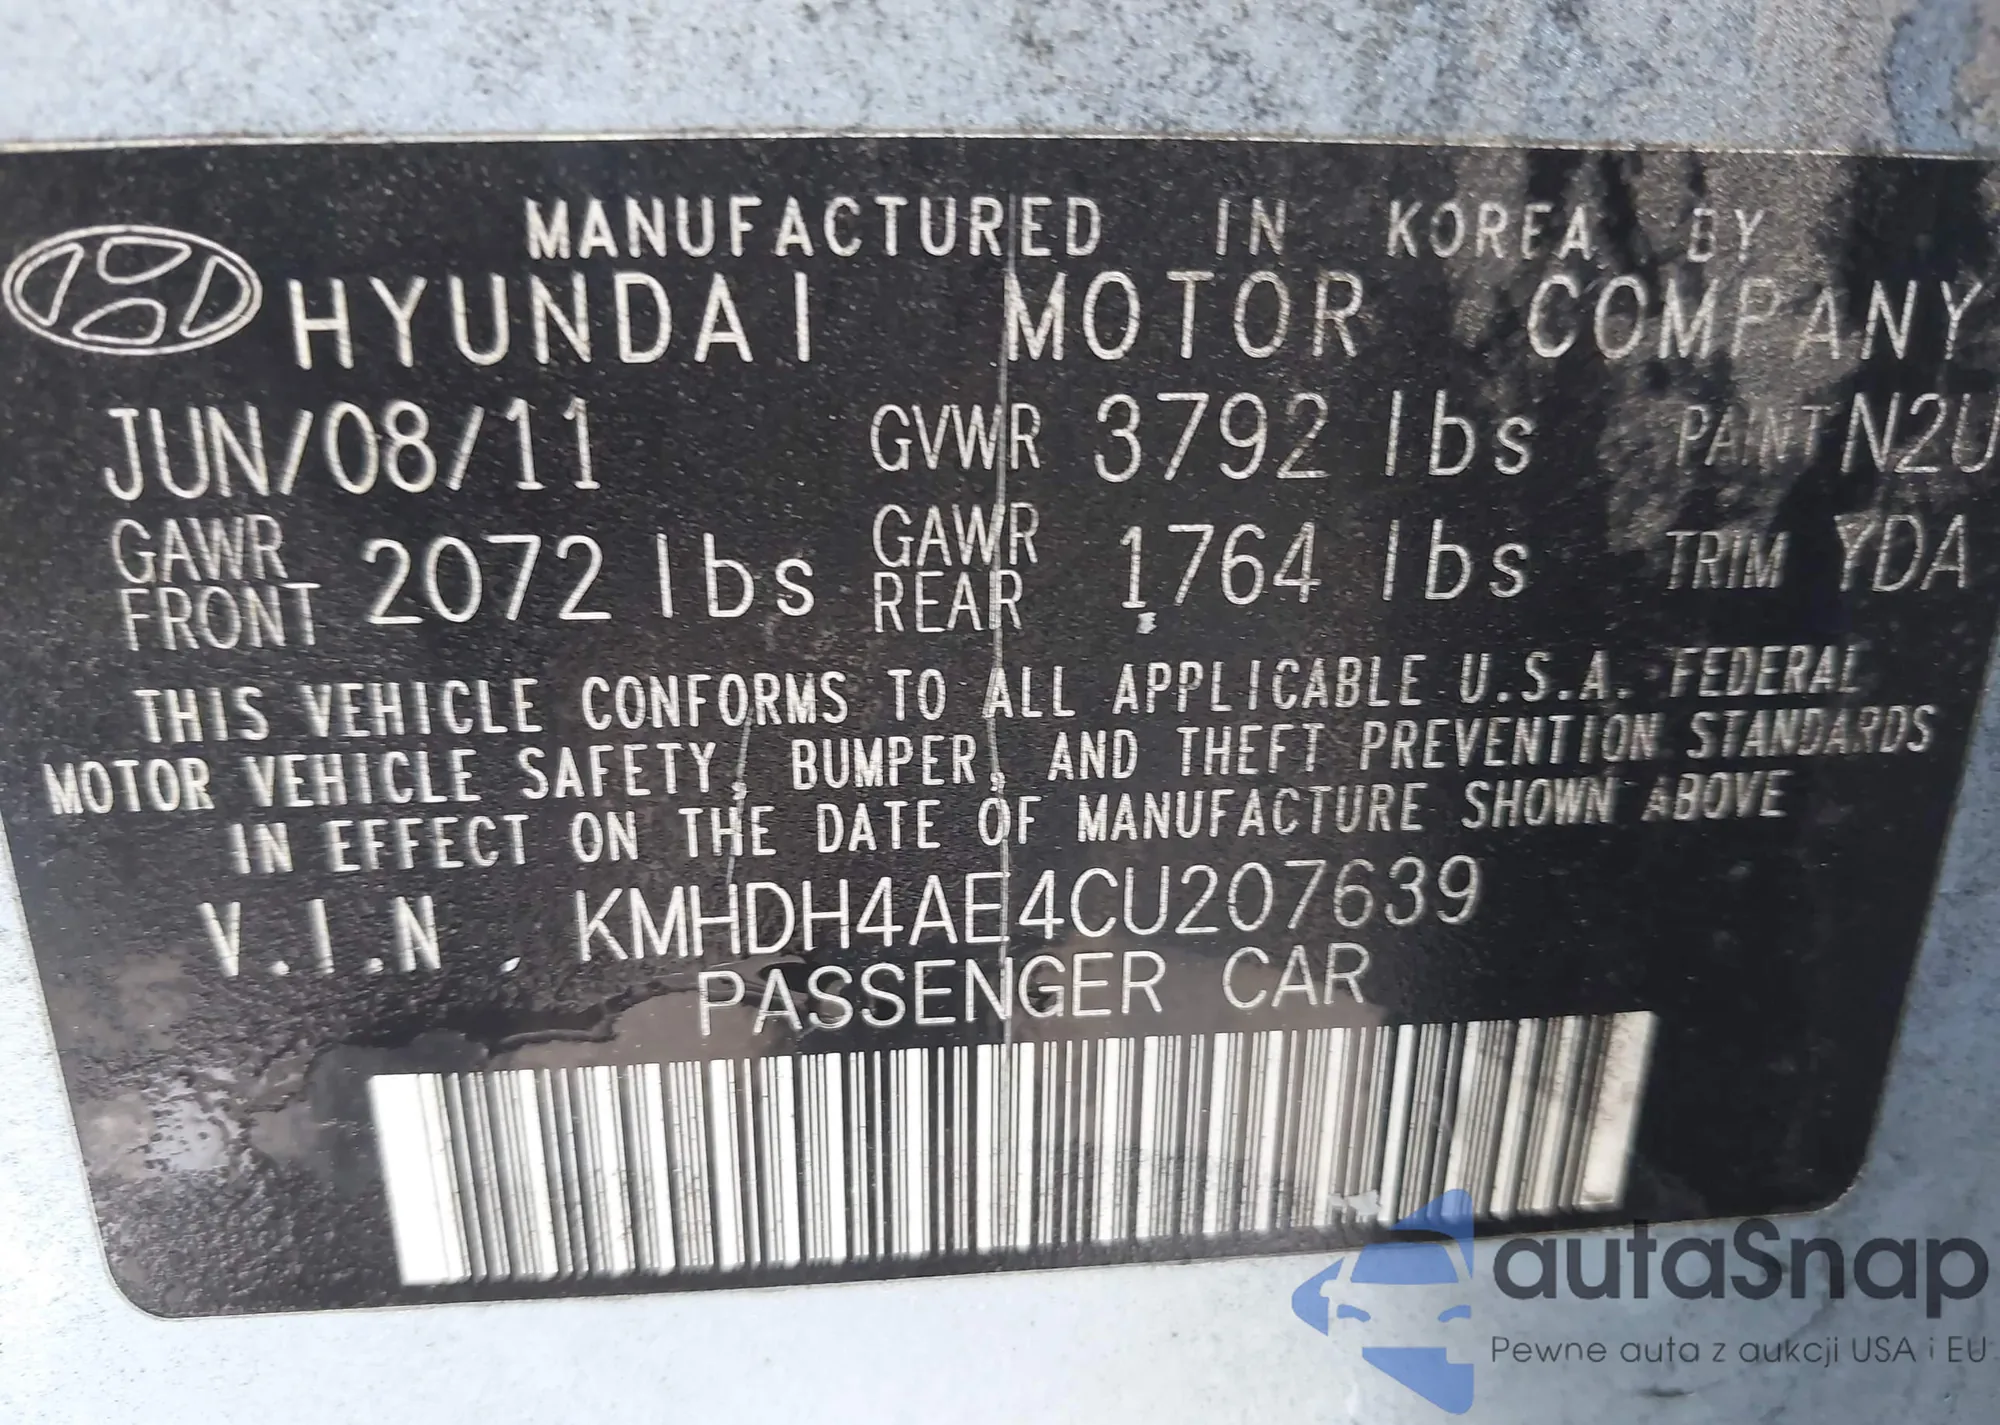 MANUFACTURED IN KOREA BY
HYUNDAI MOTOR COMPANY
JUN/08/11 GVWR 3792 lbs PAINT N2U
GAWR FRONT 2072 lbs GAWR REAR 1764 lbs TRIM YDA
THIS VEHICLE CONFORMS TO ALL APPLICABLE U.S.A. FEDERAL
MOTOR VEHICLE SAFETY, BUMPER, AND THEFT PREVENTION STANDARDS
IN EFFECT ON THE DATE OF MANUFACTURE SHOWN ABOVE
V.I.N. KMHDH4AE4CU207639
PASSENGER CAR
autaSnap
Pewne auta z aukcji USA i EU